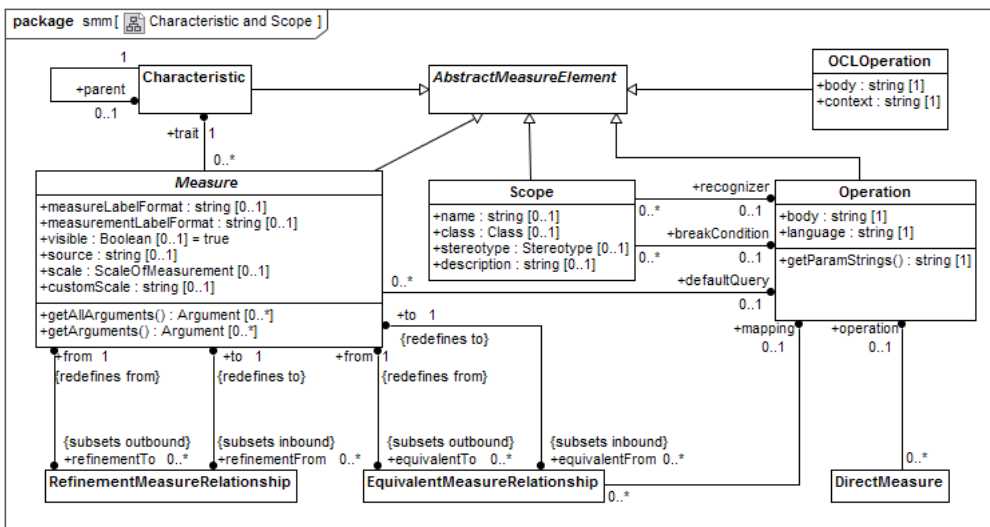 package smm[ Characteristic and Scope ]
1
+parent
0..1
Characteristic
AbstractMeasureElement
OCLOperation
+body : string [1]
+context : string [1]
+trait 1
0..*
Measure
+measureLabelFormat : string [0..1]
+measurementLabelFormat : string [0..1]
+visible : Boolean [0..1] = true
+source : string [0..1]
+scale : ScaleOfMeasurement [0..1]
+customScale : string [0..1]
+getAllArguments() : Argument [0..*]
+getArguments() : Argument [0..*]
Scope
+name : string [0..1]
+class : Class [0..1]
+stereotype : Stereotype [0..1]
+description : string [0..1]
+recognizer
0..*
0..1
+breakCondition
0..*
0..1
Operation
+body : string [1]
+language : string [1]
+getParamStrings() : string [1]
0..*
+defaultQuery
0..1
+to 1
{redefines to}
+mapping
0..1
+operation
0..1
+from 1
{redefines from}
+to 1
{redefines to}
+from 1
{redefines from}
{subsets outbound}
+refinementTo 0..*
{subsets inbound}
+refinementFrom 0..*
{subsets outbound}
+equivalentTo 0..*
{subsets inbound}
+equivalentFrom 0..*
0..*
RefinementMeasureRelationship
EquivalentMeasureRelationship
0..*
DirectMeasure